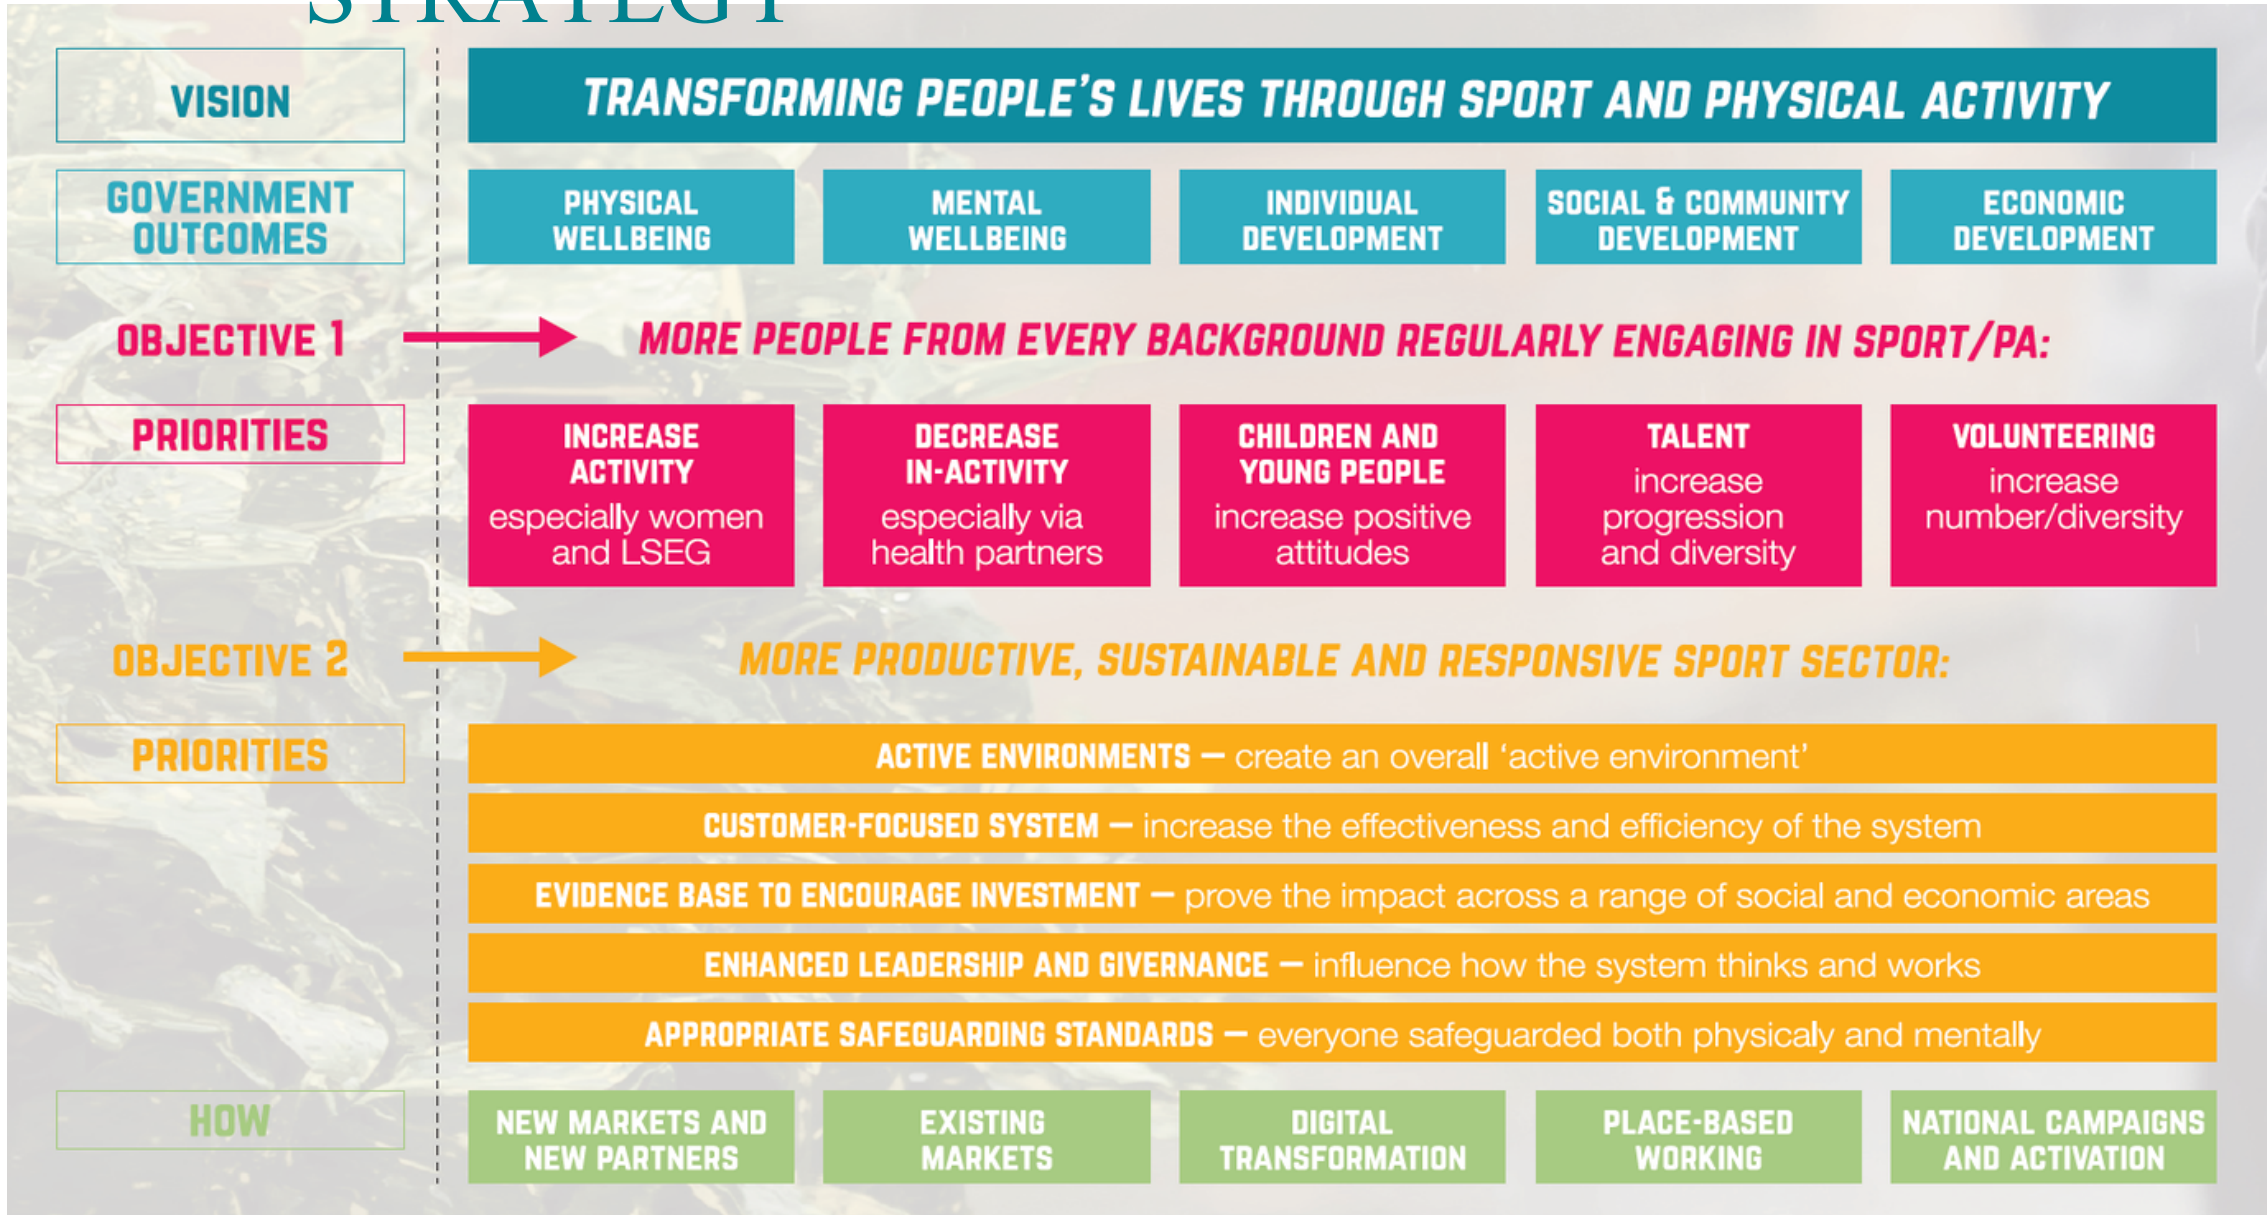 STRATEGY
VISION
TRANSFORMING PEOPLE'S LIVES THROUGH SPORT AND PHYSICAL ACTIVITY
GOVERNMENT
OUTCOMES
PHYSICAL
WELLBEING
MENTAL
WELLBEING
INDIVIDUAL
DEVELOPMENT
SOCIAL & COMMUNITY
DEVELOPMENT
ECONOMIC
DEVELOPMENT
OBJECTIVE 1
MORE PEOPLE FROM EVERY BACKGROUND REGULARLY ENGAGING IN SPORT/PA:
PRIORITIES
INCREASE
ACTIVITY
especially women
and LSEG
DECREASE
IN-ACTIVITY
especially via
health partners
CHILDREN AND
YOUNG PEOPLE
increase positive
attitudes
TALENT
increase
progression
and diversity
VOLUNTEERING
increase
number/diversity
OBJECTIVE 2
MORE PRODUCTIVE, SUSTAINABLE AND RESPONSIVE SPORT SECTOR:
PRIORITIES
ACTIVE ENVIRONMENTS — create an overall 'active environment'
CUSTOMER-FOCUSED SYSTEM — increase the effectiveness and efficiency of the system
EVIDENCE BASE TO ENCOURAGE INVESTMENT — prove the impact across a range of social and economic areas
ENHANCED LEADERSHIP AND GIVERNANCE — influence how the system thinks and works
APPROPRIATE SAFEGUARDING STANDARDS — everyone safeguarded both physicaly and mentally
HOW
NEW MARKETS AND
NEW PARTNERS
EXISTING
MARKETS
DIGITAL
TRANSFORMATION
PLACE-BASED
WORKING
NATIONAL CAMPAIGNS
AND ACTIVATION